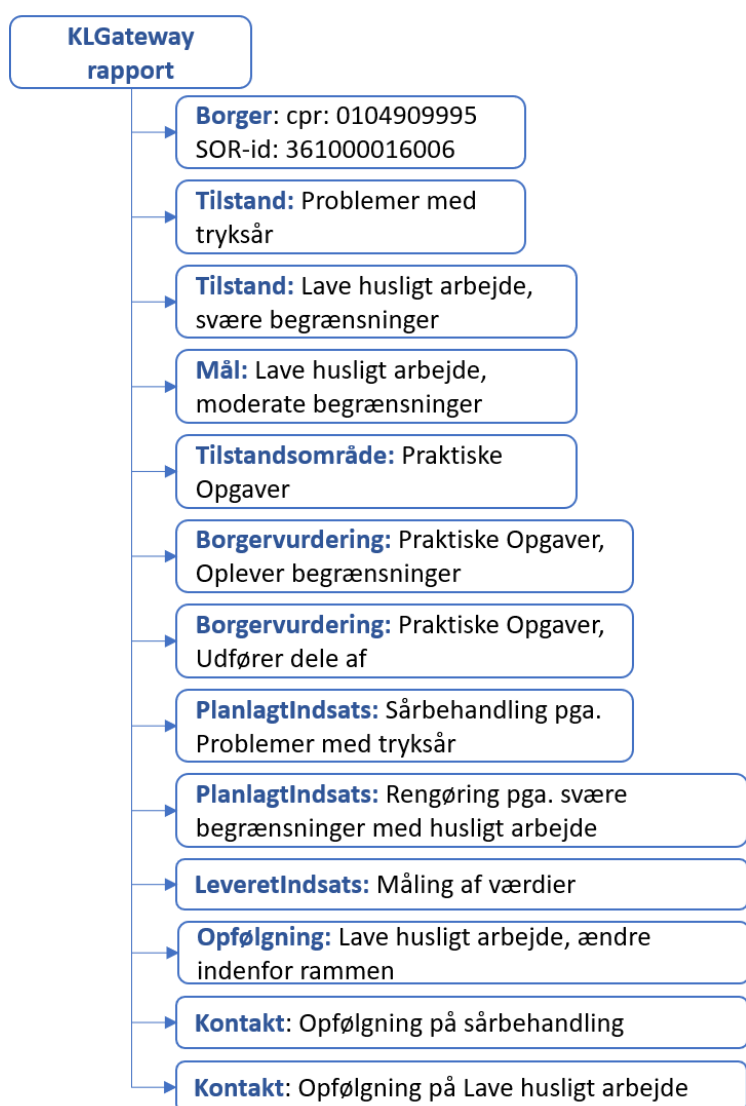 KLGateway
rapport
Borger: cpr: 0104909995
SOR-id: 361000016006
Tilstand: Problemer med
tryksår
Tilstand: Lave husligt arbejde,
svære begrænsninger
Mål: Lave husligt arbejde,
moderate begrænsninger
Tilstandsområde: Praktiske
Opgaver
Borgervurdering: Praktiske Opgaver,
Oplever begrænsninger
Borgervurdering: Praktiske Opgaver,
Udfører dele af
PlanlagtIndsats: Sårbehandling pga.
Problemer med tryksår
PlanlagtIndsats: Rengøring pga. svære
begrænsninger med husligt arbejde
LeveretIndsats: Måling af værdier
Opfølgning: Lave husligt arbejde, ændre
indenfor rammen
Kontakt: Opfølgning på sårbehandling
Kontakt: Opfølgning på Lave husligt arbejde